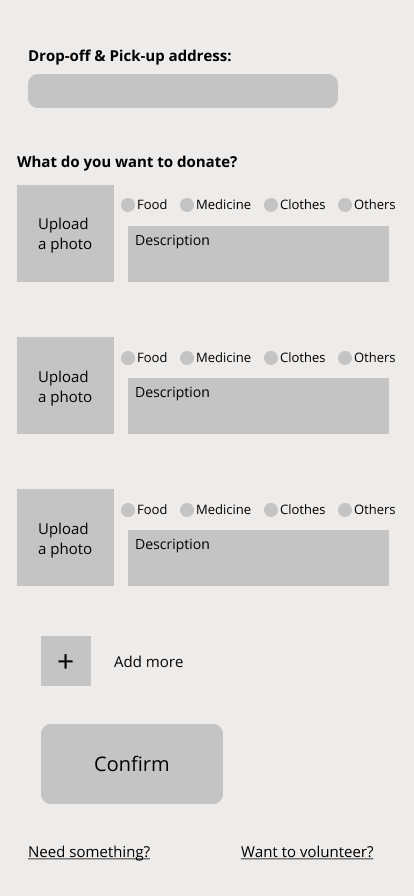 Drop-off & Pick-up address:
What do you want to donate?
Upload
a photo
Food Medicine Clothes Others
Description
Upload
a photo
Food Medicine Clothes Others
Description
Upload
a photo
Food Medicine Clothes Others
Description
+ Add more
Confirm
Need something? Want to volunteer?